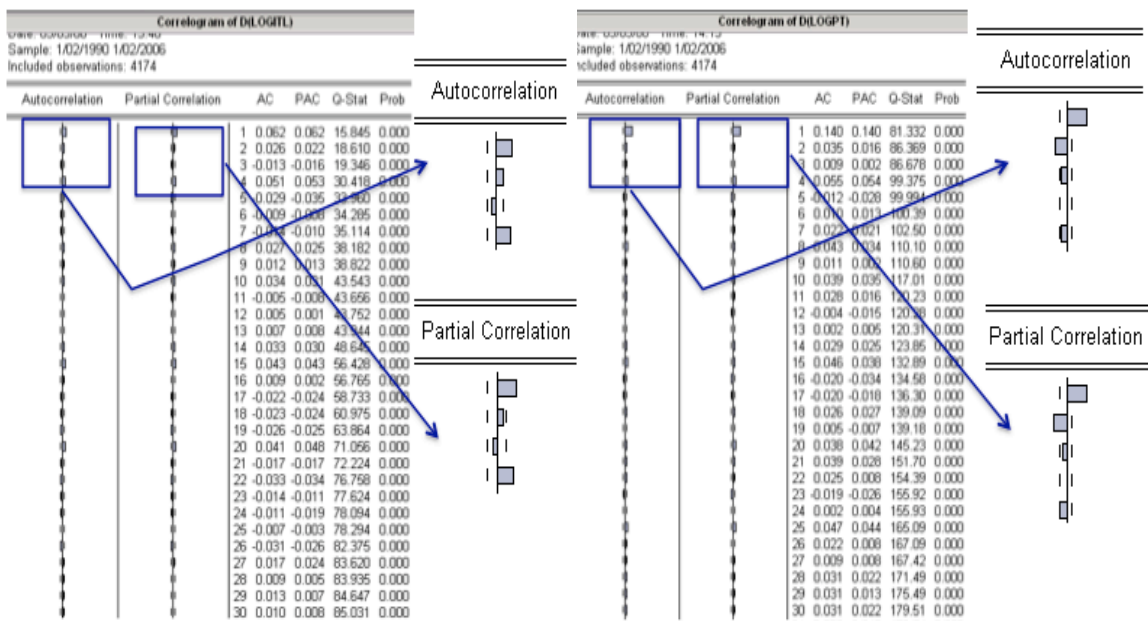 Correlogram of D(LOGITL)
Sample: 1/02/1990 1/02/2006
Included observations: 4174
Autocorrelation Partial Correlation AC PAC Q-Stat Prob
1 0.062 0.062 15.845 0.000
2 0.026 0.022 18.610 0.000
3 -0.013 -0.016 19.346 0.000
4 0.051 0.053 30.418 0.000
5 -0.029 -0.035 33.960 0.000
6 -0.009 -0.008 34.285 0.000
7 -0.010 35.114 0.000
8 0.027 0.025 38.182 0.000
9 0.012 0.013 38.822 0.000
10 0.034 0.031 43.543 0.000
11 -0.005 -0.008 43.656 0.000
12 0.005 0.001 43.752 0.000
13 0.007 0.008 43.944 0.000
14 0.033 0.030 48.645 0.000
15 0.043 0.043 56.428 0.000
16 0.009 0.002 56.765 0.000
17 -0.022 -0.024 58.733 0.000
18 -0.023 -0.024 60.975 0.000
19 -0.026 -0.025 63.864 0.000
20 0.041 0.048 71.056 0.000
21 -0.017 -0.017 72.224 0.000
22 -0.033 -0.034 76.758 0.000
23 -0.014 -0.011 77.624 0.000
24 -0.011 -0.019 78.094 0.000
25 -0.007 -0.003 78.294 0.000
26 -0.031 -0.026 82.375 0.000
27 0.017 0.024 83.620 0.000
28 0.009 0.005 83.935 0.000
29 0.013 0.007 84.647 0.000
30 0.010 0.008 85.031 0.000
Autocorrelation
Partial Correlation
Correlogram of D(LOGPT)
Sample: 1/02/1990 1/02/2006
Included observations: 4174
Autocorrelation Partial Correlation AC PAC Q-Stat Prob
1 0.140 0.140 81.332 0.000
2 0.035 0.016 86.369 0.000
3 0.009 0.002 86.678 0.000
4 0.055 0.054 99.375 0.000
5 -0.012 -0.028 99.994 0.000
6 0.010 0.013 100.39 0.000
7 0.022 0.021 102.50 0.000
8 0.043 0.034 110.10 0.000
9 0.011 0.002 110.60 0.000
10 0.039 0.035 117.01 0.000
11 0.028 0.016 120.23 0.000
12 -0.004 -0.015 120.28 0.000
13 0.002 0.005 120.31 0.000
14 0.029 0.025 123.85 0.000
15 0.046 0.038 132.89 0.000
16 -0.020 -0.034 134.58 0.000
17 -0.020 -0.018 136.30 0.000
18 0.026 0.027 139.09 0.000
19 0.005 -0.007 139.18 0.000
20 0.038 0.042 145.23 0.000
21 0.039 0.028 151.70 0.000
22 0.025 0.008 154.39 0.000
23 -0.019 -0.026 155.92 0.000
24 0.002 0.004 155.93 0.000
25 0.047 0.044 165.09 0.000
26 0.022 0.008 167.09 0.000
27 0.009 0.008 167.42 0.000
28 0.031 0.022 171.49 0.000
29 0.031 0.013 175.49 0.000
30 0.031 0.022 179.51 0.000
Autocorrelation
Partial Correlation